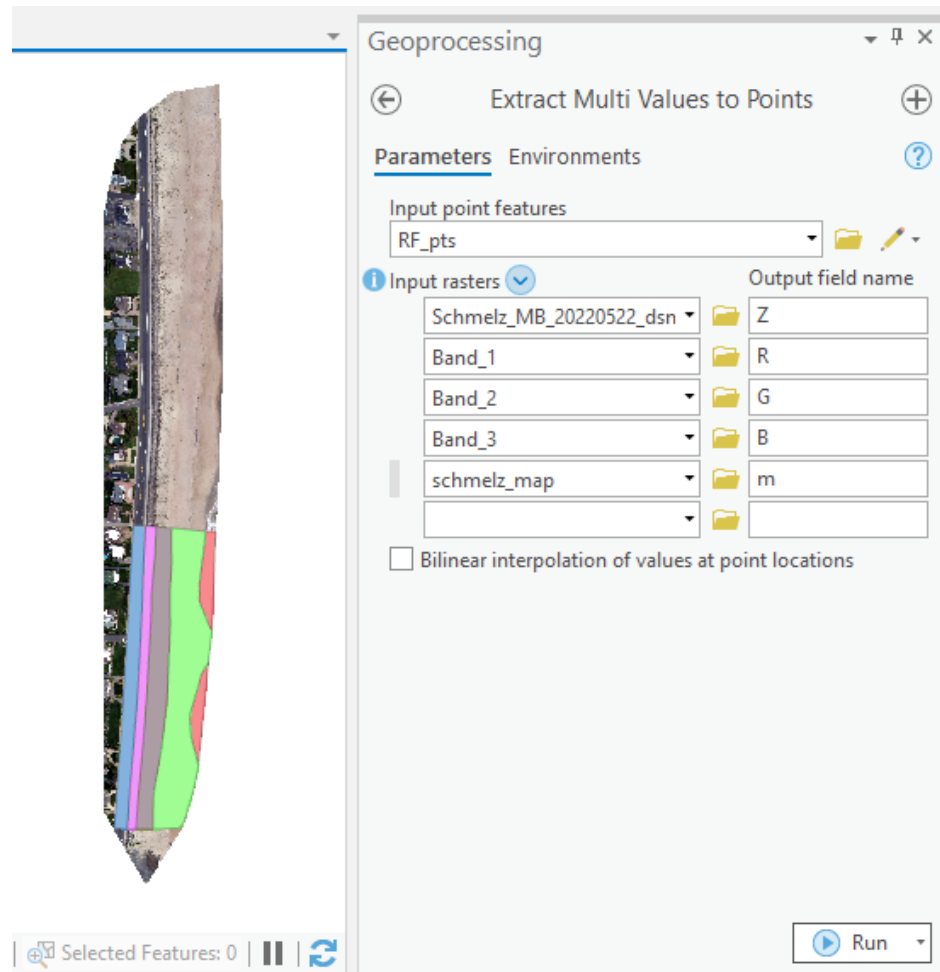 Geoprocessing
Extract Multi Values to Points
Parameters Environments
Input point features
RF_pts
Input rasters Output field name
Schmelz_MB_20220522_dsn Z
Band_1 R
Band_2 G
Band_3 B
schmelz_map m
Bilinear interpolation of values at point locations
Selected Features: 0
Run